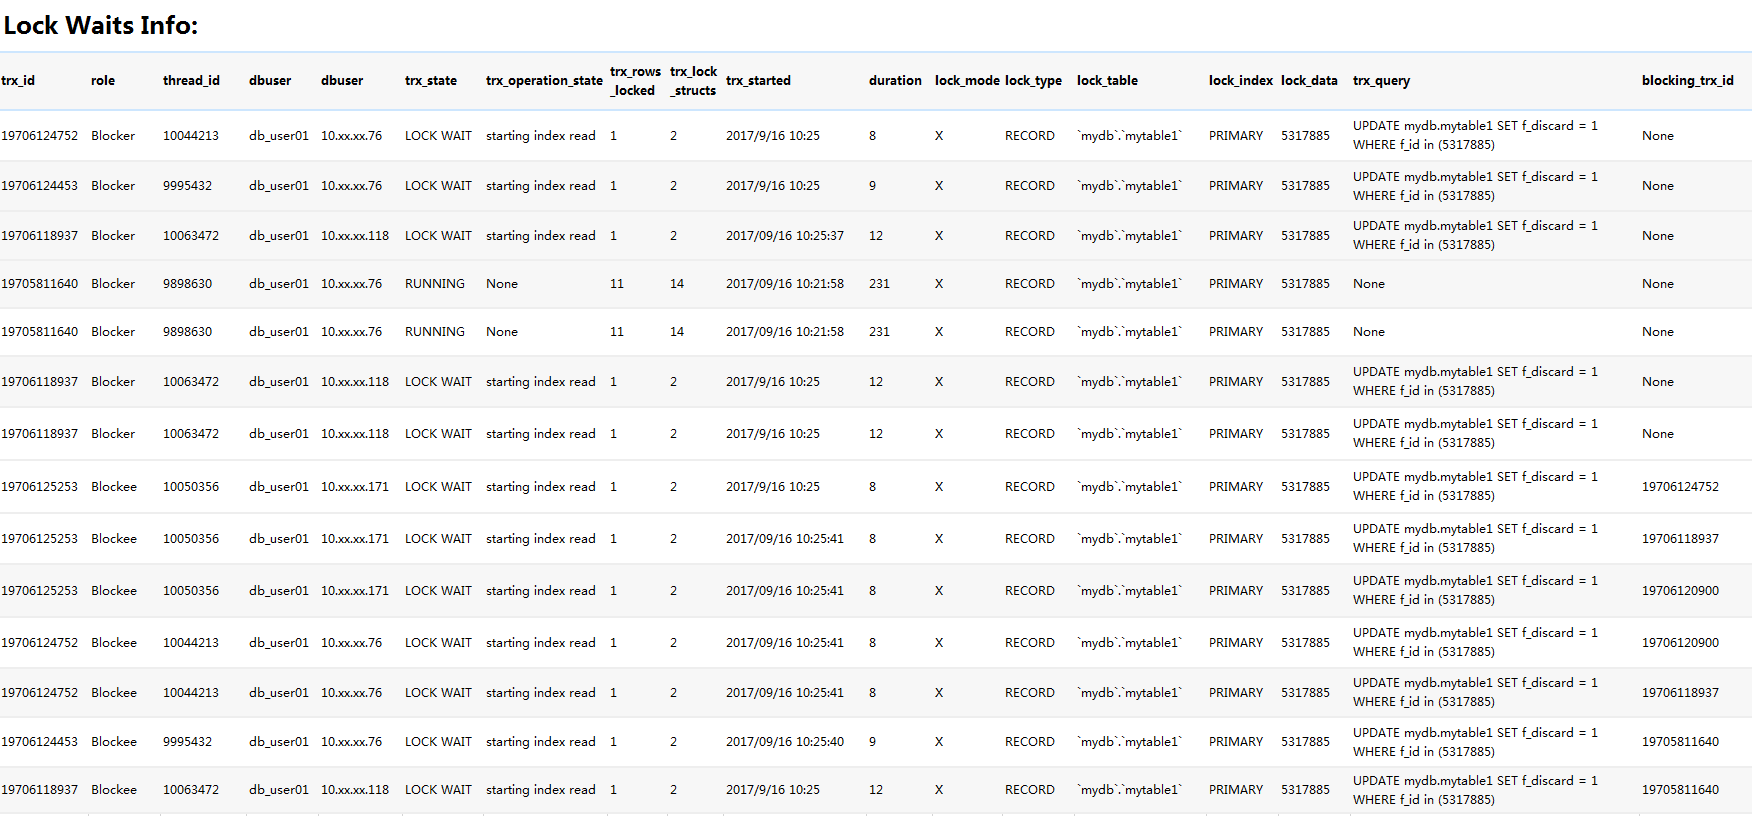 Lock Waits Info:
trx_id role thread_id dbuser dbuser trx_state trx_operation_state trx_rows_locked trx_lock_structs trx_started duration lock_mode lock_type lock_table lock_index lock_data trx_query blocking_trx_id
19706124752 Blocker 10044213 db_user01 10.xx.xx.76 LOCK WAIT starting index read 1 2 2017/9/16 10:25 8 X RECORD `mydb`.`mytable1` PRIMARY 5317885 UPDATE mydb.mytable1 SET f_discard = 1 WHERE f_id in (5317885) None
19706124453 Blocker 9995432 db_user01 10.xx.xx.76 LOCK WAIT starting index read 1 2 2017/9/16 10:25 9 X RECORD `mydb`.`mytable1` PRIMARY 5317885 UPDATE mydb.mytable1 SET f_discard = 1 WHERE f_id in (5317885) None
19706118937 Blocker 10063472 db_user01 10.xx.xx.118 LOCK WAIT starting index read 1 2 2017/09/16 10:25:37 12 X RECORD `mydb`.`mytable1` PRIMARY 5317885 UPDATE mydb.mytable1 SET f_discard = 1 WHERE f_id in (5317885) None
19705811640 Blocker 9898630 db_user01 10.xx.xx.76 RUNNING None 11 14 2017/09/16 10:21:58 231 X RECORD `mydb`.`mytable1` PRIMARY 5317885 None None
19705811640 Blocker 9898630 db_user01 10.xx.xx.76 RUNNING None 11 14 2017/09/16 10:21:58 231 X RECORD `mydb`.`mytable1` PRIMARY 5317885 None None
19706118937 Blocker 10063472 db_user01 10.xx.xx.118 LOCK WAIT starting index read 1 2 2017/9/16 10:25 12 X RECORD `mydb`.`mytable1` PRIMARY 5317885 UPDATE mydb.mytable1 SET f_discard = 1 WHERE f_id in (5317885) None
19706118937 Blocker 10063472 db_user01 10.xx.xx.118 LOCK WAIT starting index read 1 2 2017/9/16 10:25 12 X RECORD `mydb`.`mytable1` PRIMARY 5317885 UPDATE mydb.mytable1 SET f_discard = 1 WHERE f_id in (5317885) None
19706125253 Blockee 10050356 db_user01 10.xx.xx.171 LOCK WAIT starting index read 1 2 2017/9/16 10:25 8 X RECORD `mydb`.`mytable1` PRIMARY 5317885 UPDATE mydb.mytable1 SET f_discard = 1 WHERE f_id in (5317885) 19706124752
19706125253 Blockee 10050356 db_user01 10.xx.xx.171 LOCK WAIT starting index read 1 2 2017/09/16 10:25:41 8 X RECORD `mydb`.`mytable1` PRIMARY 5317885 UPDATE mydb.mytable1 SET f_discard = 1 WHERE f_id in (5317885) 19706118937
19706125253 Blockee 10050356 db_user01 10.xx.xx.171 LOCK WAIT starting index read 1 2 2017/09/16 10:25:41 8 X RECORD `mydb`.`mytable1` PRIMARY 5317885 UPDATE mydb.mytable1 SET f_discard = 1 WHERE f_id in (5317885) 19706120900
19706124752 Blockee 10044213 db_user01 10.xx.xx.76 LOCK WAIT starting index read 1 2 2017/09/16 10:25:41 8 X RECORD `mydb`.`mytable1` PRIMARY 5317885 UPDATE mydb.mytable1 SET f_discard = 1 WHERE f_id in (5317885) 19706120900
19706124752 Blockee 10044213 db_user01 10.xx.xx.76 LOCK WAIT starting index read 1 2 2017/09/16 10:25:41 8 X RECORD `mydb`.`mytable1` PRIMARY 5317885 UPDATE mydb.mytable1 SET f_discard = 1 WHERE f_id in (5317885) 19706118937
19706124453 Blockee 9995432 db_user01 10.xx.xx.76 LOCK WAIT starting index read 1 2 2017/09/16 10:25:40 9 X RECORD `mydb`.`mytable1` PRIMARY 5317885 UPDATE mydb.mytable1 SET f_discard = 1 WHERE f_id in (5317885) 19705811640
19706118937 Blockee 10063472 db_user01 10.xx.xx.118 LOCK WAIT starting index read 1 2 2017/9/16 10:25 12 X RECORD `mydb`.`mytable1` PRIMARY 5317885 UPDATE mydb.mytable1 SET f_discard = 1 WHERE f_id in (5317885) 19705811640